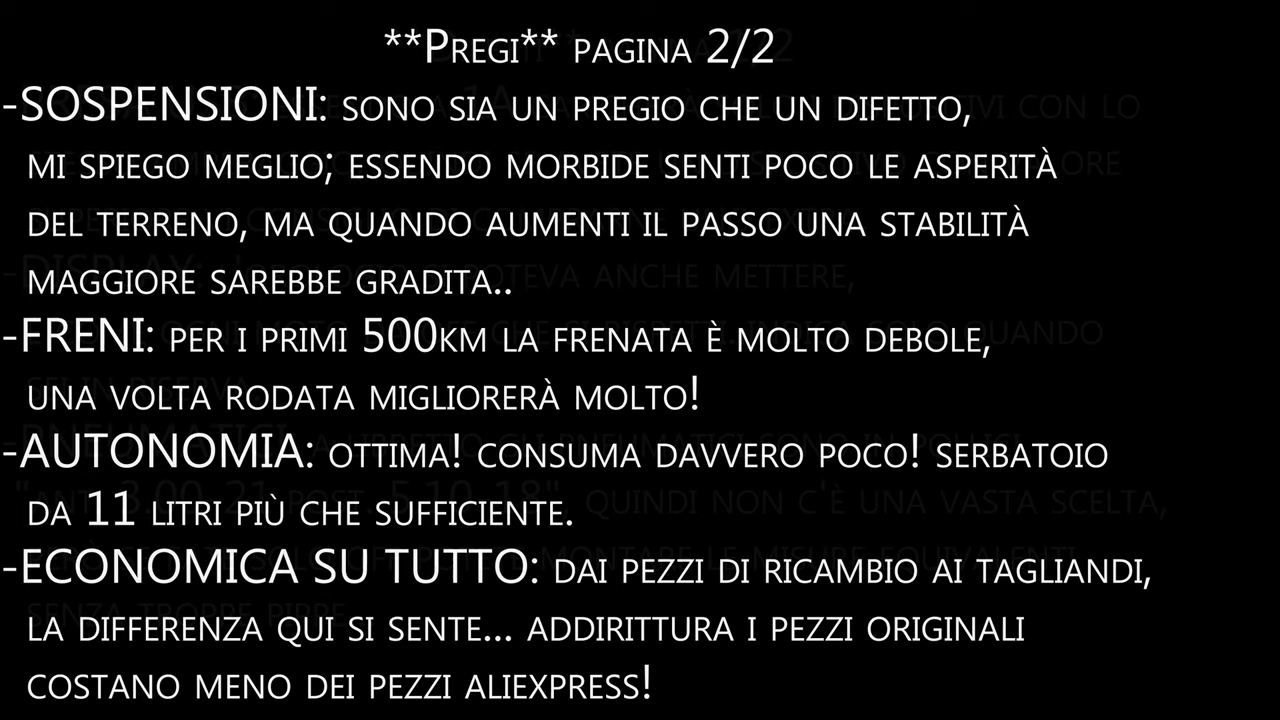 **Pregi** pagina 2/2
-SOSPENSIONI: sono sia un pregio che un difetto,
mi spiego meglio; essendo morbide senti poco le asperità
del terreno, ma quando aumenti il passo una stabilità
maggiore sarebbe gradita..
-FRENI: per i primi 500km la frenata è molto debole,
una volta rodata migliorerà molto!
-AUTONOMIA: ottima! consuma davvero poco! serbatoio
da 11 litri più che sufficiente.
-ECONOMICA SU TUTTO: dai pezzi di ricambio ai tagliandi,
la differenza qui si sente... addirittura i pezzi originali
costano meno dei pezzi aliexpress!